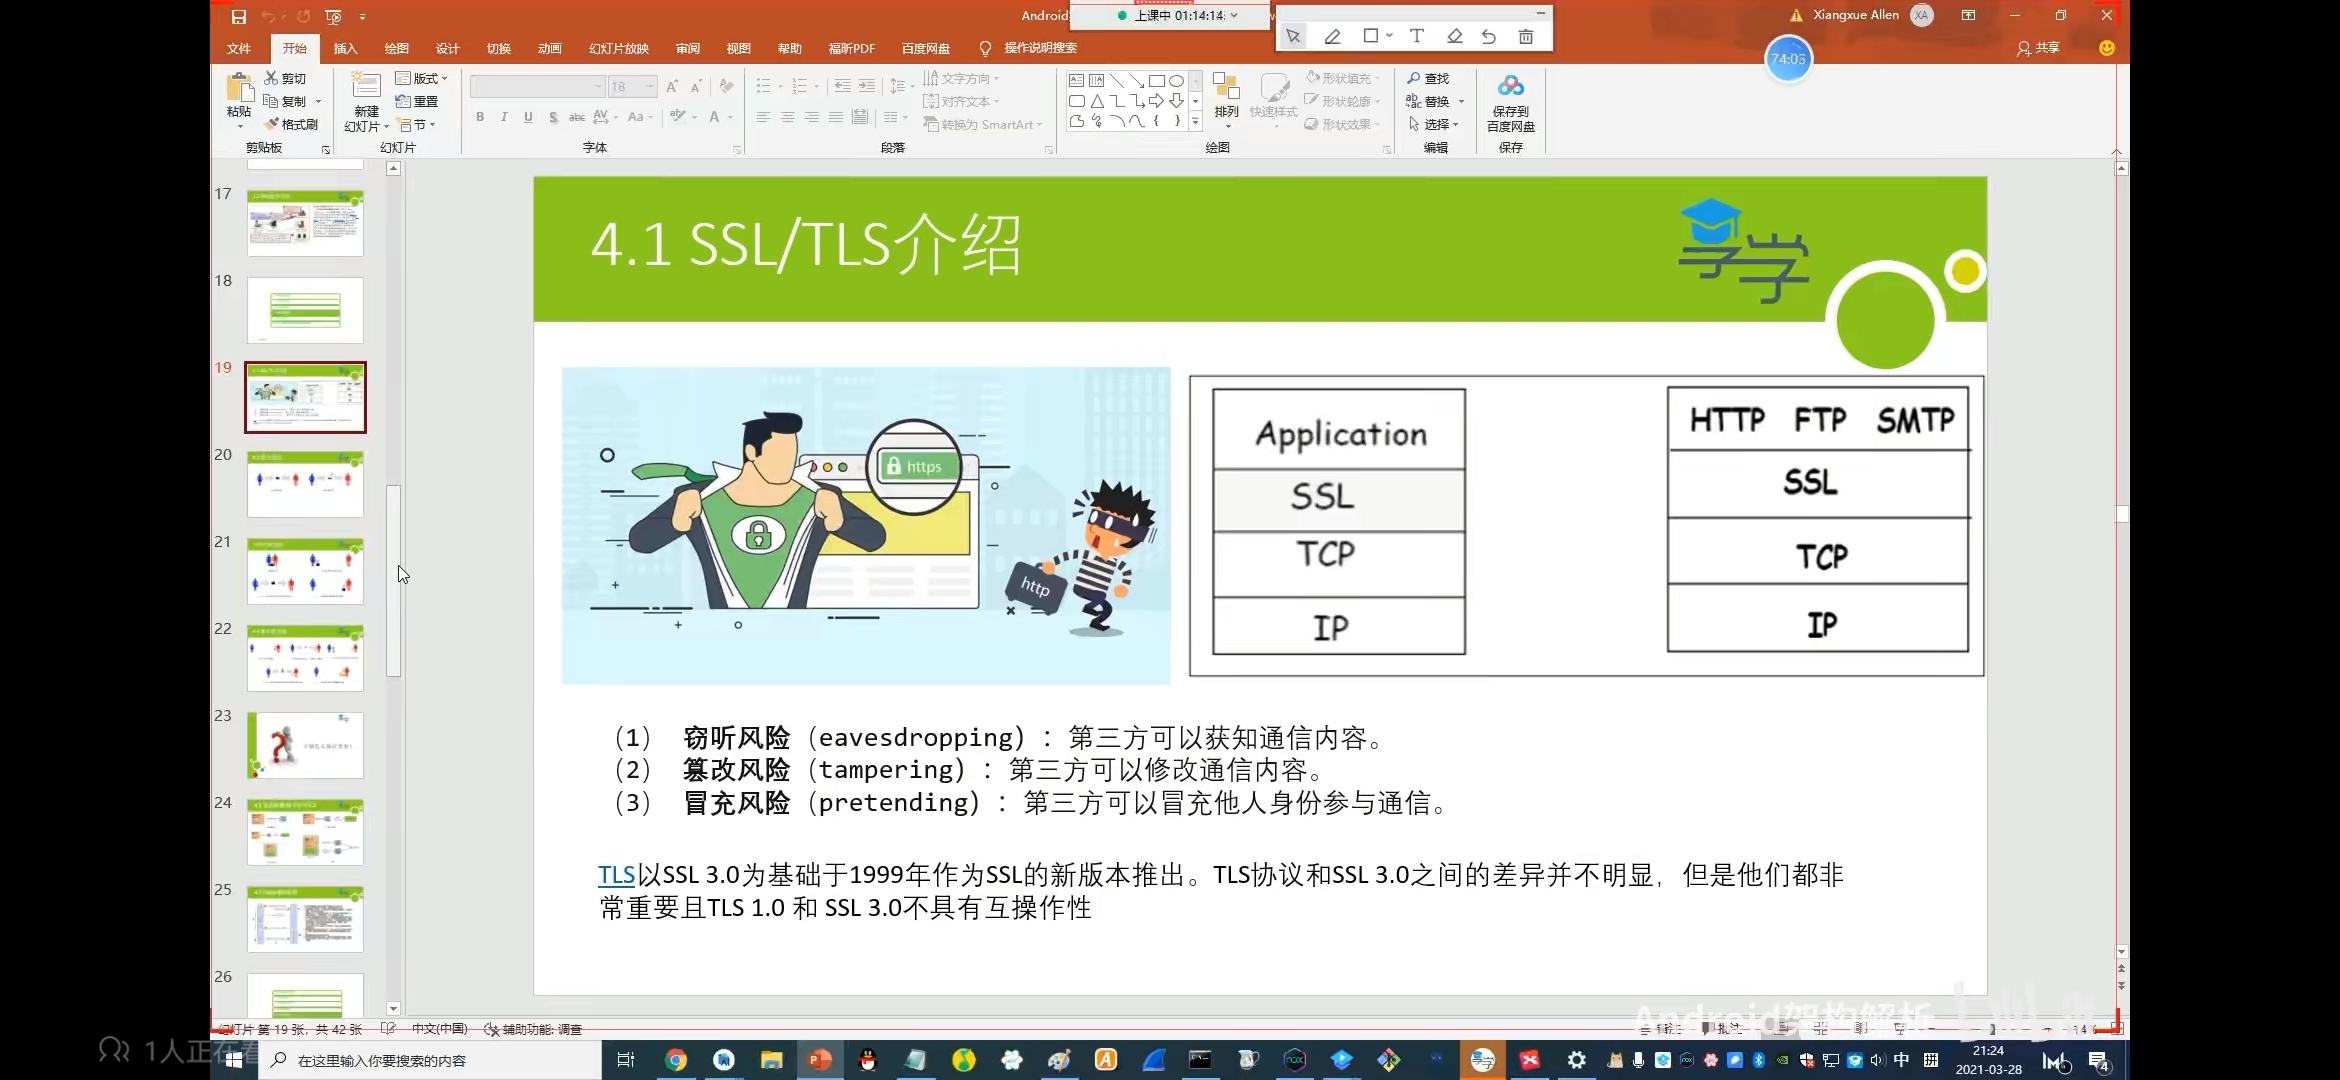 Android
上课中 01:14:14
Xiangxue Allen
XA
文件 开始 插入 绘图 设计 切换 动画 幻灯片放映 审阅 视图 帮助 福昕PDF 百度网盘 操作说明搜索
共享
74:05
粘贴
剪切
复制
格式刷
剪贴板
新建
幻灯片
版式
重置
节
幻灯片
18
字体
文字方向
对齐文本
转换为 SmartArt
段落
排列
快速样式
形状填充
形状轮廓
形状效果
绘图
查找
替换
选择
编辑
保存到
百度网盘
保存
17
18
19
20
21
22
23
24
25
26
4.1 SSL/TLS介绍
享学
https
http
Application
SSL
TCP
IP
HTTP FTP SMTP
SSL
TCP
IP
（1） 窃听风险（eavesdropping）：第三方可以获知通信内容。
（2） 篡改风险（tampering）：第三方可以修改通信内容。
（3） 冒充风险（pretending）：第三方可以冒充他人身份参与通信。
TLS以SSL 3.0为基础于1999年作为SSL的新版本推出。TLS协议和SSL 3.0之间的差异并不明显，但是他们都非
常重要且TLS 1.0 和 SSL 3.0不具有互操作性
Android架构解析
幻灯片 第 19 张，共 42 张 中文(中国) 辅助功能: 调查
批注
1人正在看
在这里输入你要搜索的内容
中
21:24
2021-03-28
4